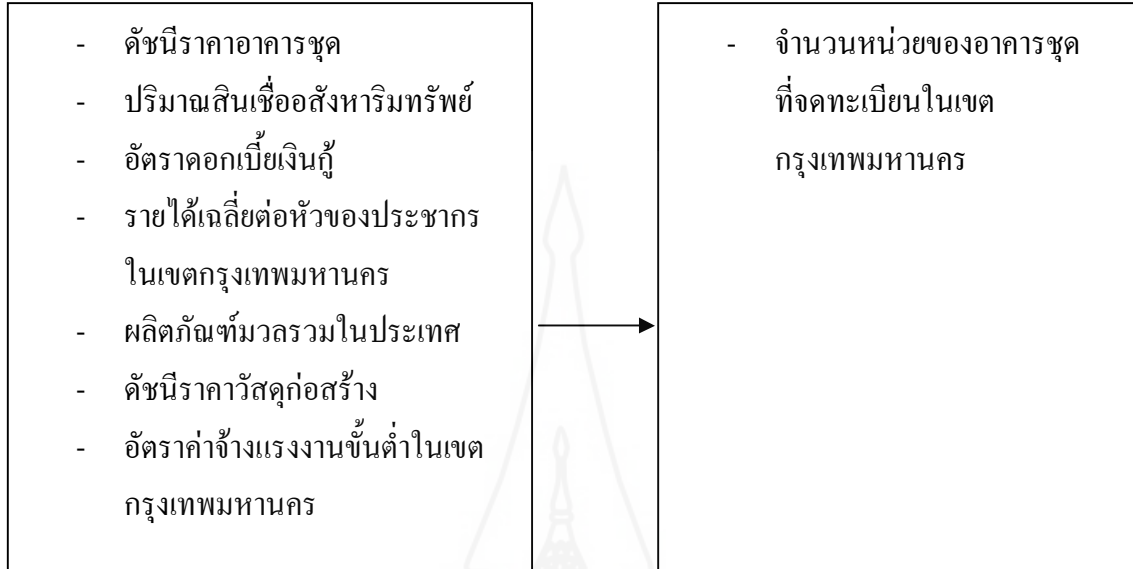 - ดัชนีราคาอาคารชุด
- ปริมาณสินเชื่ออสังหาริมทรัพย์
- อัตราดอกเบี้ยเงินกู้
- รายได้เฉลี่ยต่อหัวของประชากร
ในเขตกรุงเทพมหานคร
- ผลิตภัณฑ์มวลรวมในประเทศ
- ดัชนีราคาวัสดุก่อสร้าง
- อัตราค่าจ้างแรงงานขั้นต่ำในเขต
กรุงเทพมหานคร
- จำนวนหน่วยของอาคารชุด
ที่จดทะเบียนในเขต
กรุงเทพมหานคร